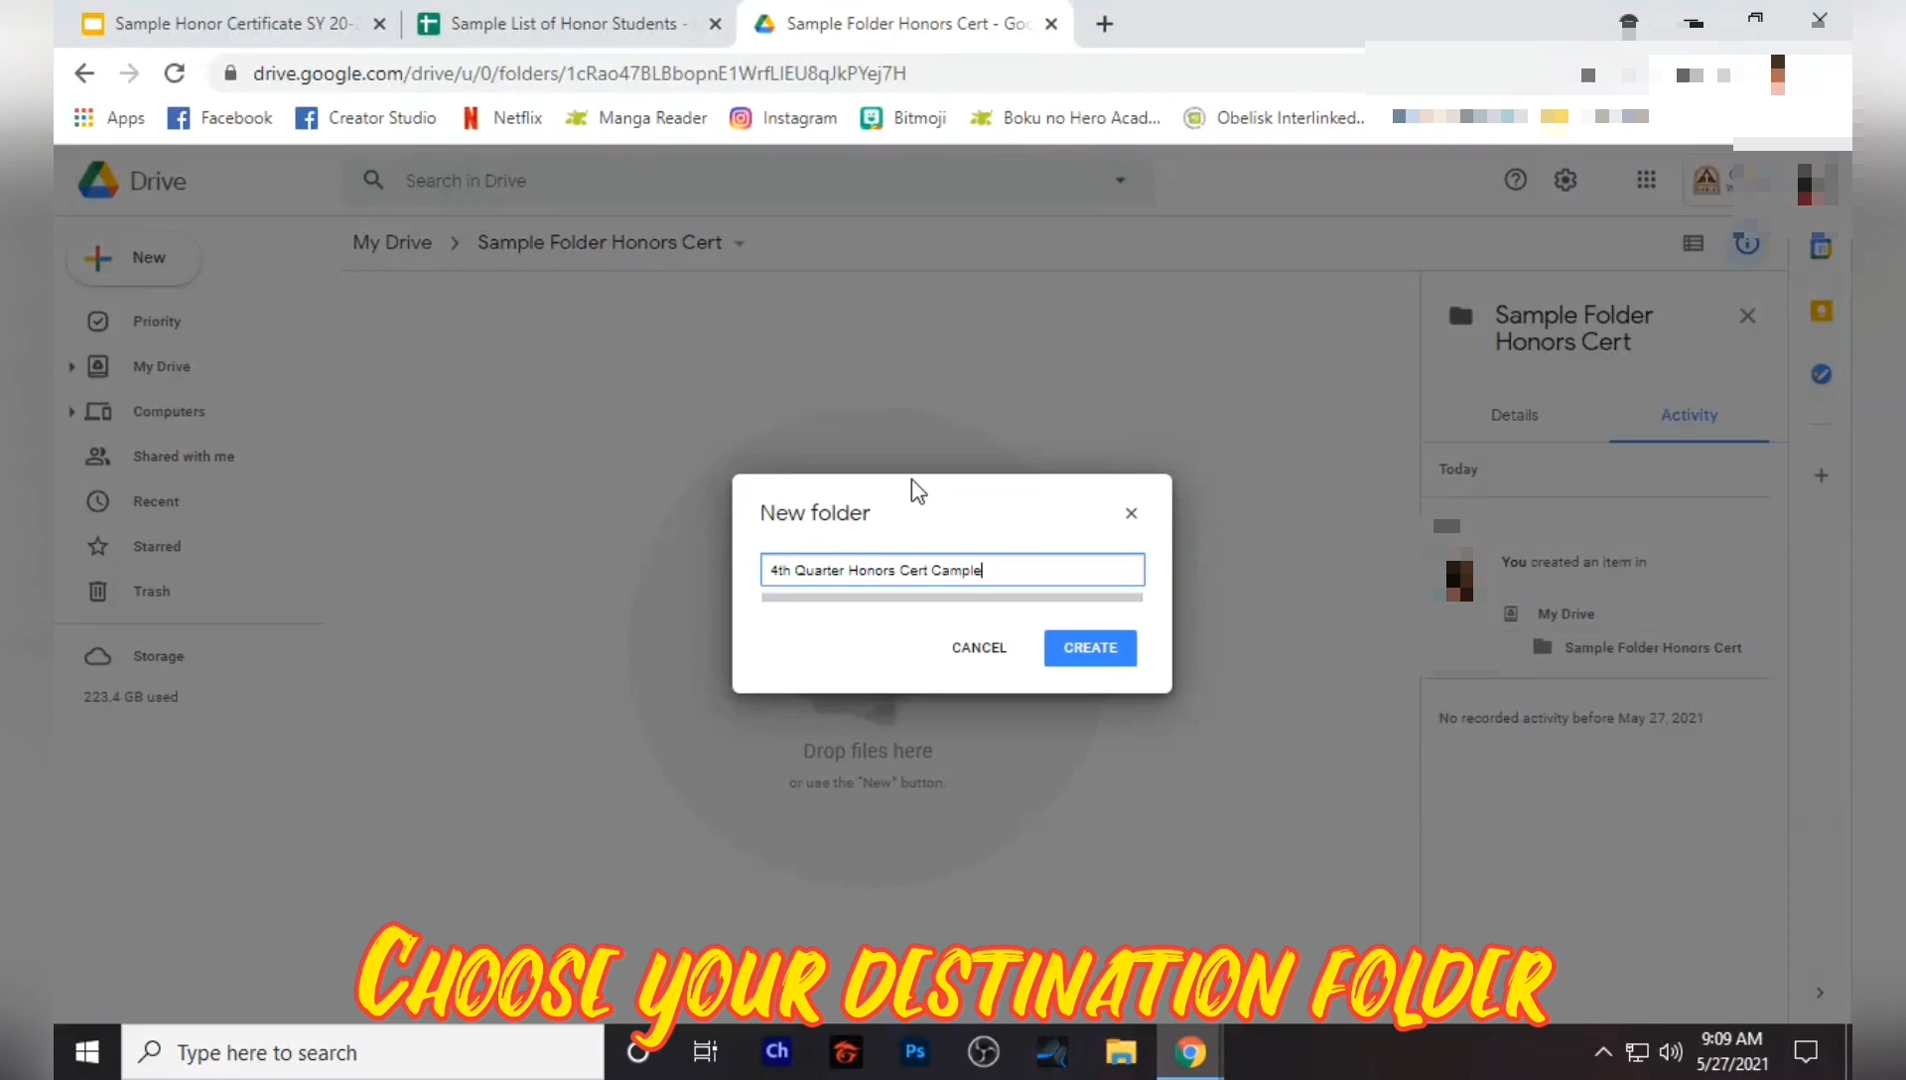 Sample Honor Certificate SY 20-
Sample List of Honor Students -
Sample Folder Honors Cert - Goo
drive.google.com/drive/u/0/folders/1cRao47BLBbopnE1WrfLIEU8qJkPYej7H
Apps
Facebook
Creator Studio
Netflix
Manga Reader
Instagram
Bitmoji
Boku no Hero Acad...
Obelisk Interlinked..
Drive
Search in Drive
New
My Drive > Sample Folder Honors Cert
Priority
My Drive
Computers
Shared with me
Recent
Starred
Trash
Storage
223.4 GB used
Sample Folder
Honors Cert
Details
Activity
Today
You created an item in
My Drive
Sample Folder Honors Cert
No recorded activity before May 27, 2021
New folder
4th Quarter Honors Cert Cample
CANCEL
CREATE
Drop files here
or use the "New" button.
Choose your destination folder
Type here to search
Ch
Ps
9:09 AM
5/27/2021